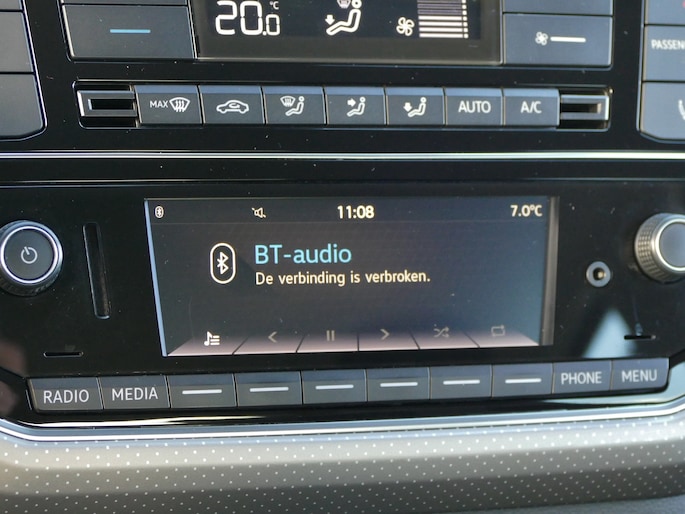 20.0 °C
PASSEN
MAX AUTO A/C
11:08 7.0°C
BT-audio
De verbinding is verbroken.
RADIO MEDIA PHONE MENU